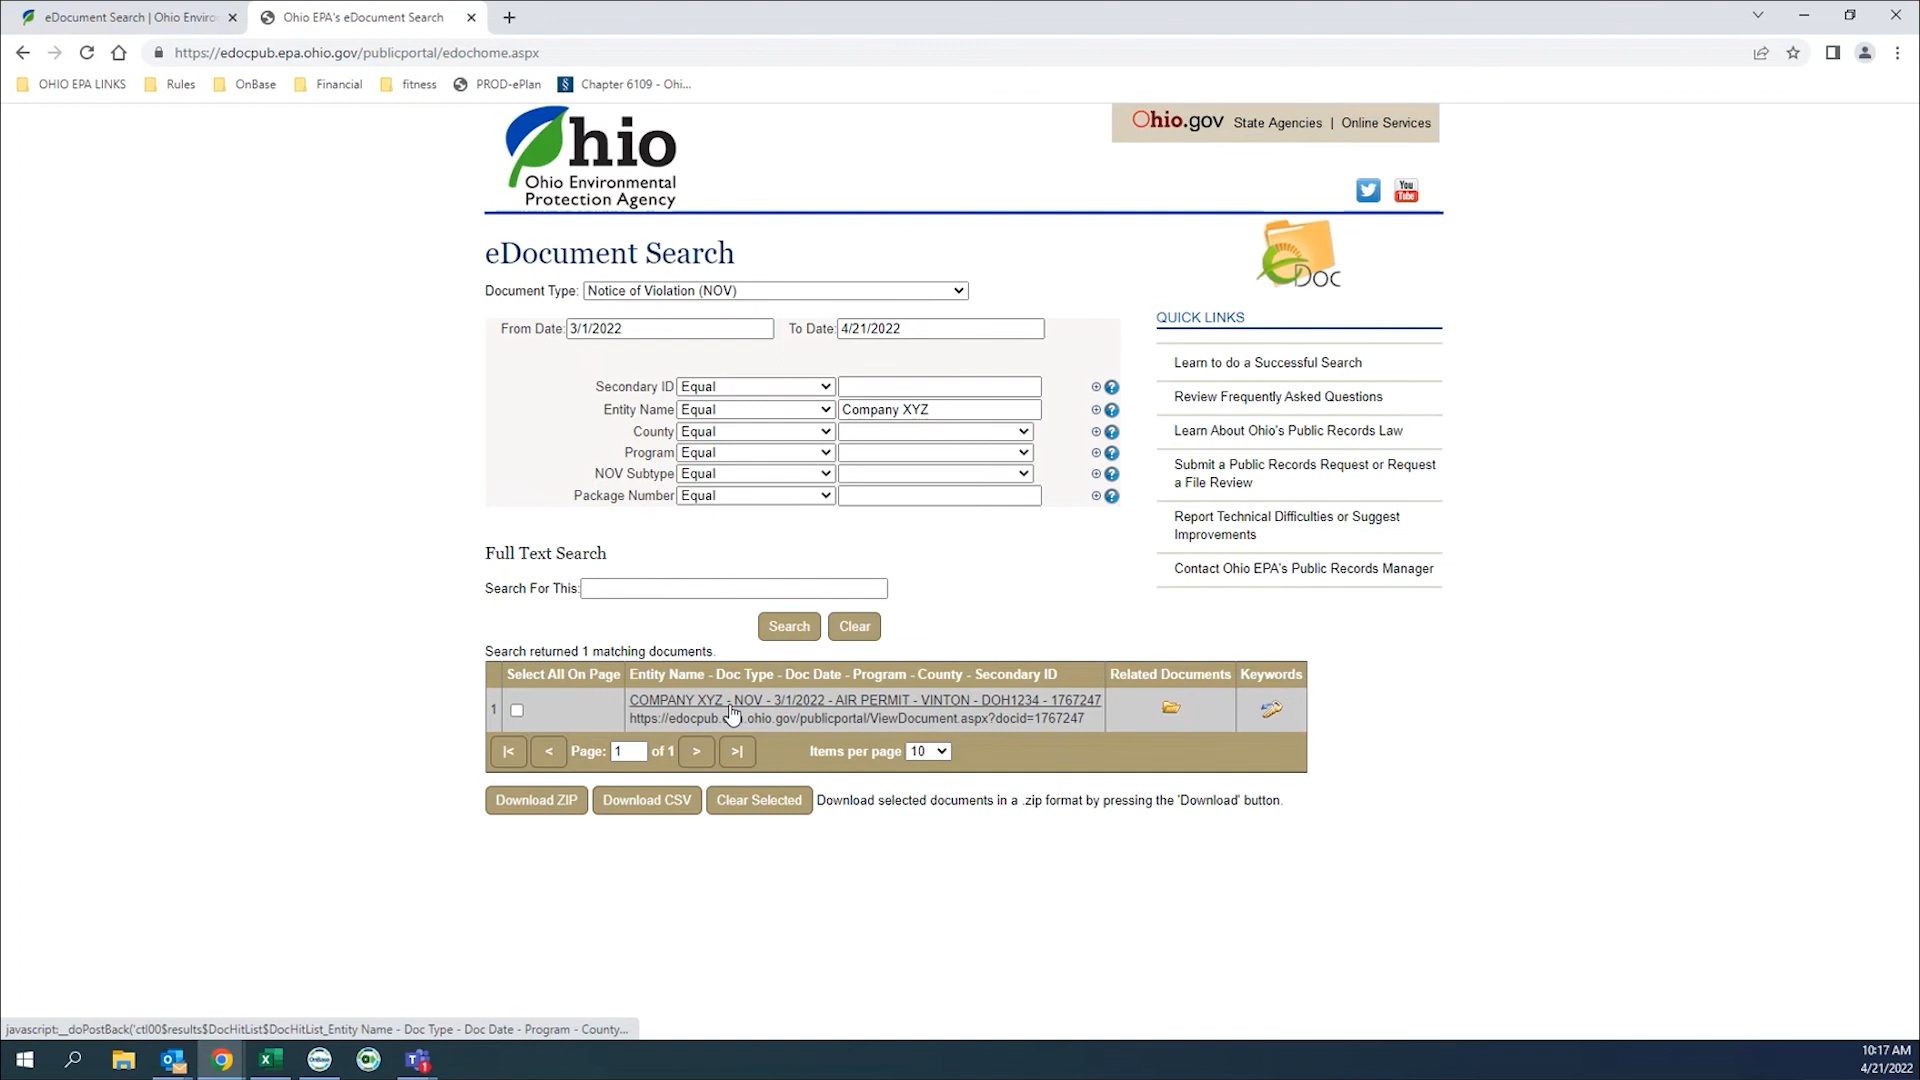 eDocument Search | Ohio Enviro
Ohio EPA's eDocument Search
https://edocpub.epa.ohio.gov/publicportal/edochome.aspx
OHIO EPA LINKS
Rules
OnBase
Financial
fitness
PROD-ePlan
Chapter 6109 - Ohi...
Ohio
Ohio Environmental
Protection Agency
Ohio.gov State Agencies | Online Services
You
Tube
eDocument Search
eDoc
Document Type: Notice of Violation (NOV)
From Date: 3/1/2022 To Date: 4/21/2022
Secondary ID Equal
Entity Name Equal Company XYZ
County Equal
Program Equal
NOV Subtype Equal
Package Number Equal
QUICK LINKS
Learn to do a Successful Search
Review Frequently Asked Questions
Learn About Ohio's Public Records Law
Submit a Public Records Request or Request
a File Review
Report Technical Difficulties or Suggest
Improvements
Contact Ohio EPA's Public Records Manager
Full Text Search
Search For This:
Search Clear
Search returned 1 matching documents.
Select All On Page Entity Name - Doc Type - Doc Date - Program - County - Secondary ID Related Documents Keywords
1 COMPANY XYZ - NOV - 3/1/2022 - AIR PERMIT - VINTON - DOH1234 - 1767247
https://edocpub. .ohio.gov/publicportal/ViewDocument.aspx?docid=1767247
|< < Page: 1 of 1 > >| Items per page 10
Download ZIP Download CSV Clear Selected Download selected documents in a .zip format by pressing the 'Download' button.
javascript:__doPostBack('ctl00$results$DocHitList$DocHitList_Entity Name - Doc Type - Doc Date - Program - County...
OnBase
1
10:17 AM
4/21/2022